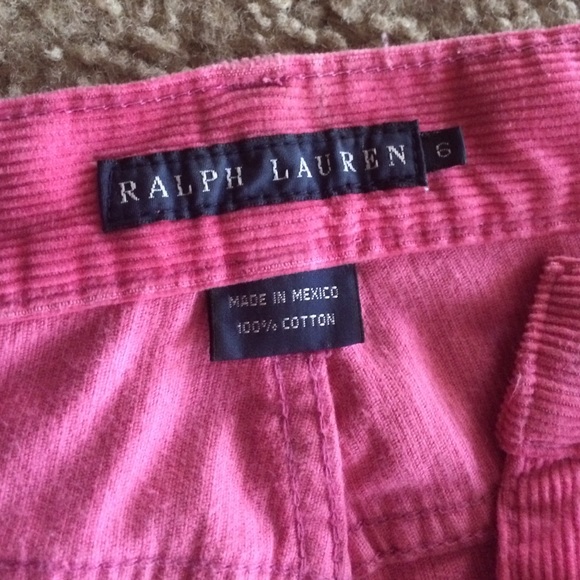 RALPH LAUREN 6
MADE IN MEXICO
100% COTTON